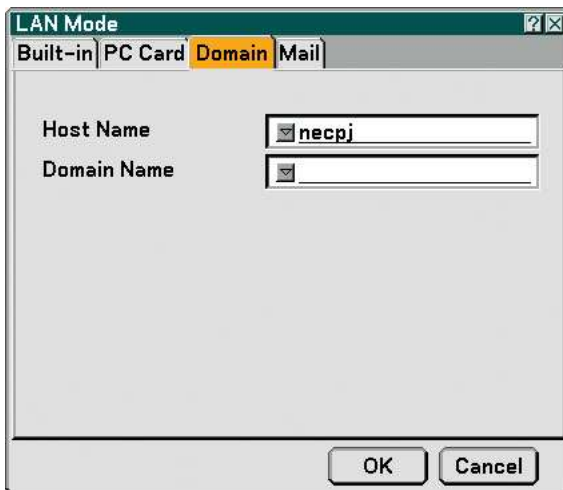 LAN Mode
Built-in PC Card Domain Mail
Host Name necpj
Domain Name
OK Cancel